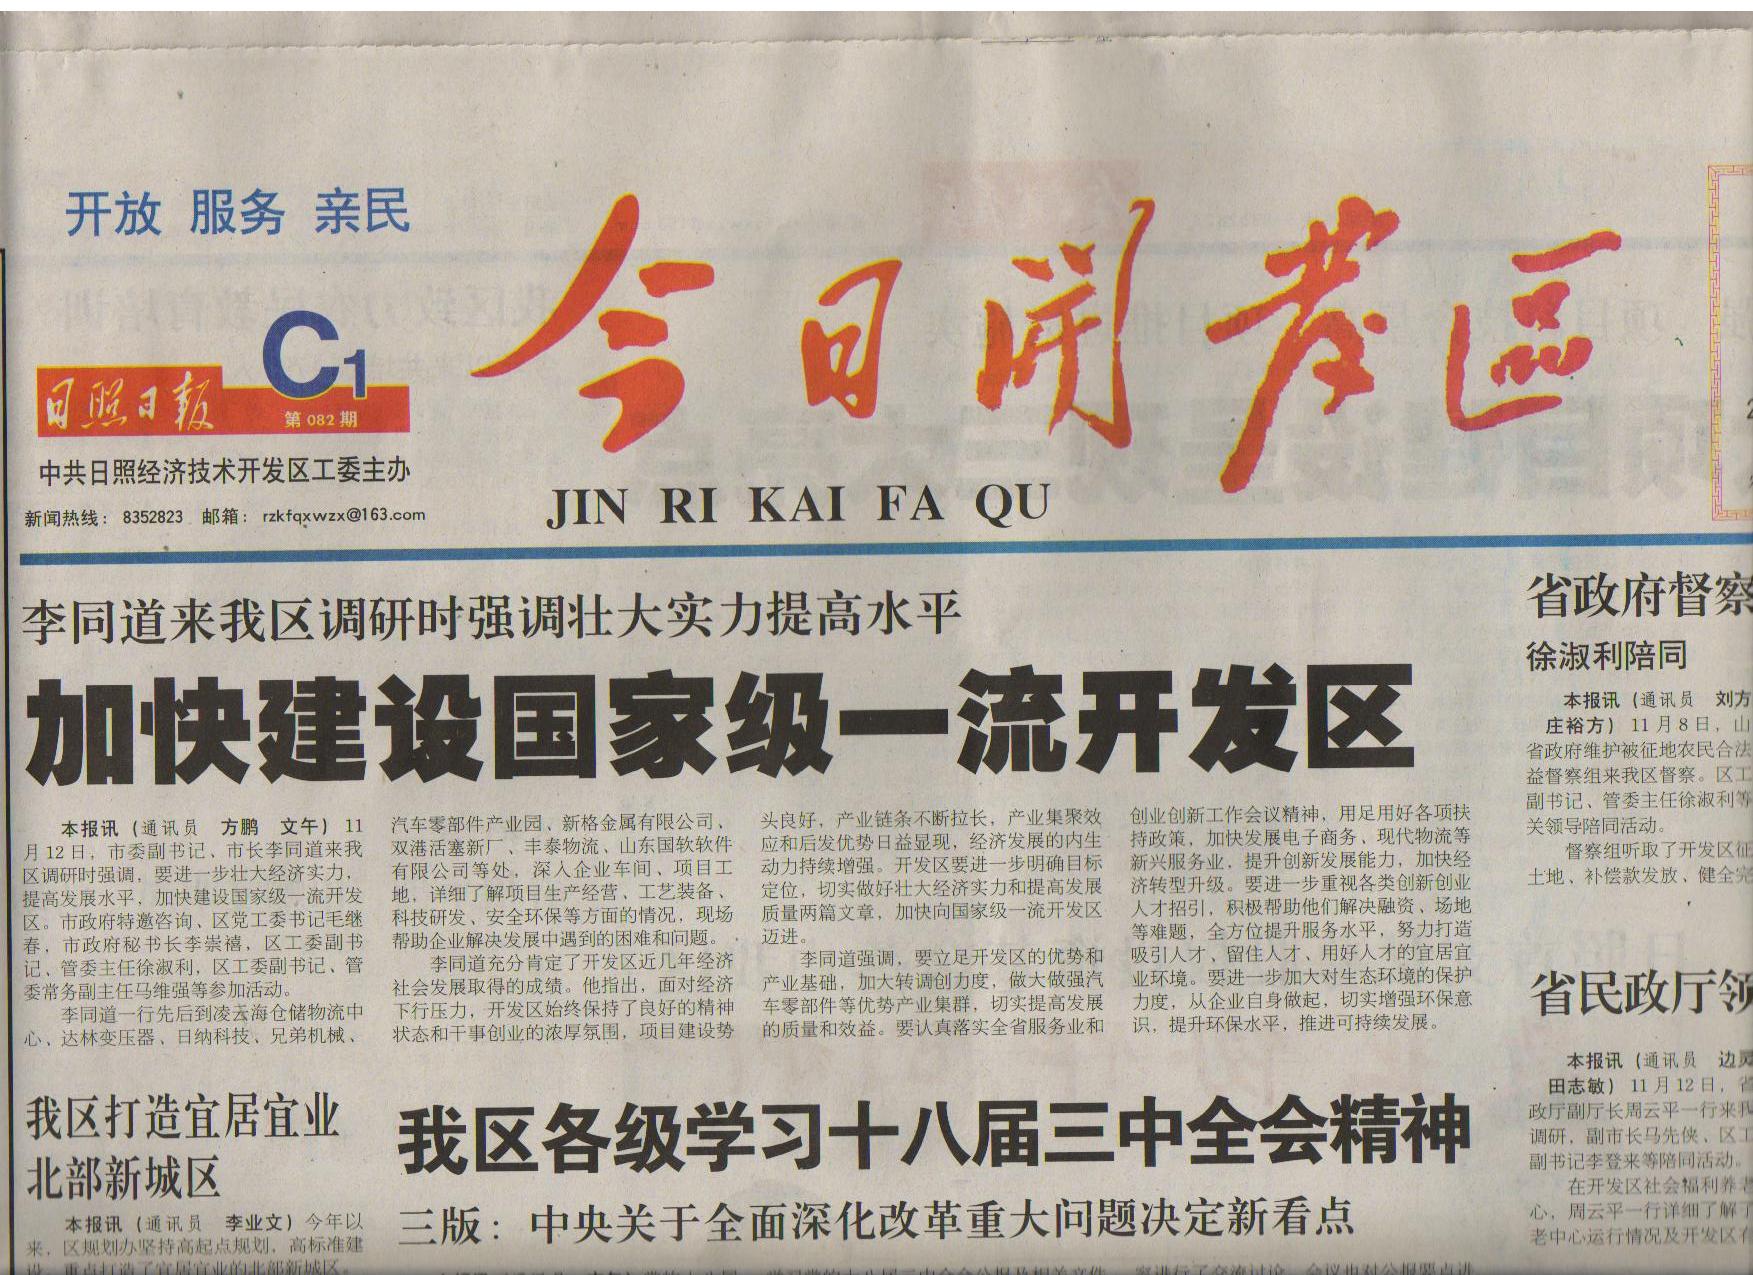 开放 服务 亲民
今日開發區
日照日报
C1
第 082 期
中共日照经济技术开发区工委主办
新闻热线：8352823 邮箱：rzkfqxwzx@163.com
JIN RI KAI FA QU
李同道来我区调研时强调壮大实力提高水平
加快建设国家级一流开发区
本报讯（通讯员 方鹏 文午）11
月12日，市委副书记、市长李同道来我
区调研时强调，要进一步壮大经济实力，
提高发展水平，加快建设国家级一流开发
区。市政府特邀咨询、区党工委书记毛继
春，市政府秘书长李崇禧，区工委副书
记、管委主任徐淑利，区工委副书记、管
委常务副主任马维强等参加活动。
李同道一行先后到凌云海仓储物流中
心、达林变压器、日纳科技、兄弟机械、
汽车零部件产业园、新格金属有限公司、
双港活塞新厂、丰泰物流、山东国软软件
有限公司等处，深入企业车间、项目工
地，详细了解项目生产经营、工艺装备、
科技研发、安全环保等方面的情况，现场
帮助企业解决发展中遇到的困难和问题。
李同道充分肯定了开发区近几年经济
社会发展取得的成绩。他指出，面对经济
下行压力，开发区始终保持了良好的精神
状态和干事创业的浓厚氛围，项目建设势
头良好，产业链条不断拉长，产业集聚效
应和后发优势日益显现，经济发展的内生
动力持续增强。开发区要进一步明确目标
定位，切实做好壮大经济实力和提高发展
质量两篇文章，加快向国家级一流开发区
迈进。
李同道强调，要立足开发区的优势和
产业基础，加大转调创力度，做大做强汽
车零部件等优势产业集群，切实提高发展
的质量和效益。要认真落实全省服务业和
创业创新工作会议精神，用足用好各项扶
持政策，加快发展电子商务、现代物流等
新兴服务业，提升创新发展能力，加快经
济转型升级。要进一步重视各类创新创业
人才招引，积极帮助他们解决融资、场地
等难题，全方位提升服务水平，努力打造
吸引人才、留住人才、用好人才的宜居宜
业环境。要进一步加大对生态环境的保护
力度，从企业自身做起，切实增强环保意
识，提升环保水平，推进可持续发展。
省政府督察
徐淑利陪同
本报讯（通讯员 刘方
庄裕方）11月8日，山
省政府维护被征地农民合法
益督察组来我区督察。区工
副书记、管委主任徐淑利等
关领导陪同活动。
督察组听取了开发区征
土地、补偿款发放、健全完
省民政厅领
本报讯（通讯员 边灵
田志敏）11月12日，省
政厅副厅长周云平一行来我
调研，副市长马先侠、区工
副书记李登来等陪同活动。
在开发区社会福利养老
心，周云平一行详细了解了
老中心运行情况及开发区有
我区打造宜居宜业
北部新城区
本报讯（通讯员 李业文）今年以
来，区规划办坚持高起点规划，高标准建
设，重点打造了宜居宜业的北部新城区。
我区各级学习十八届三中全会精神
三版：中央关于全面深化改革重大问题决定新看点